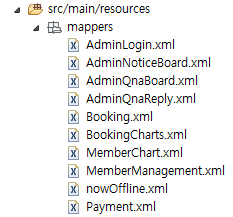 src/main/resources
mappers
AdminLogin.xml
AdminNoticeBoard.xml
AdminQnaBoard.xml
AdminQnaReply.xml
Booking.xml
BookingCharts.xml
MemberChart.xml
MemberManagement.xml
nowOffline.xml
Payment.xml